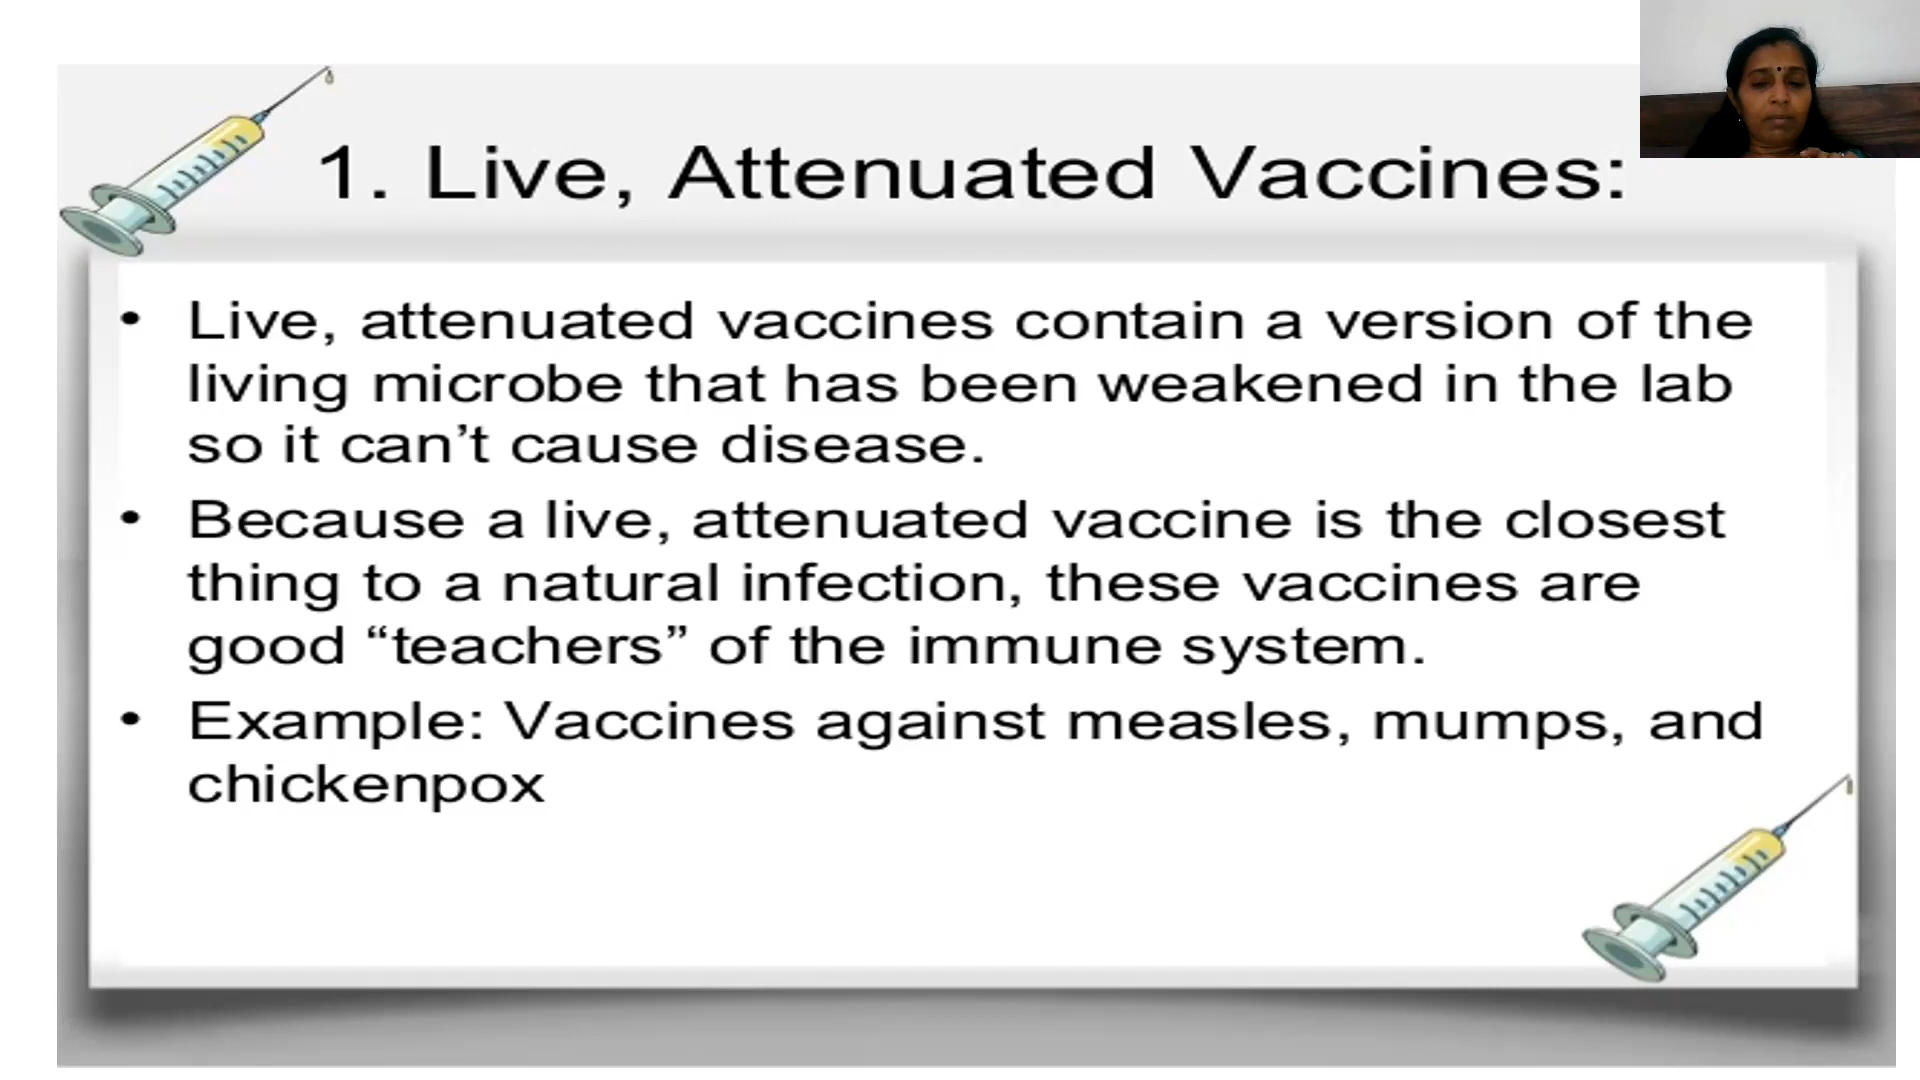 1. Live, Attenuated Vaccines:
• Live, attenuated vaccines contain a version of the
living microbe that has been weakened in the lab
so it can’t cause disease.
• Because a live, attenuated vaccine is the closest
thing to a natural infection, these vaccines are
good “teachers” of the immune system.
• Example: Vaccines against measles, mumps, and
chickenpox